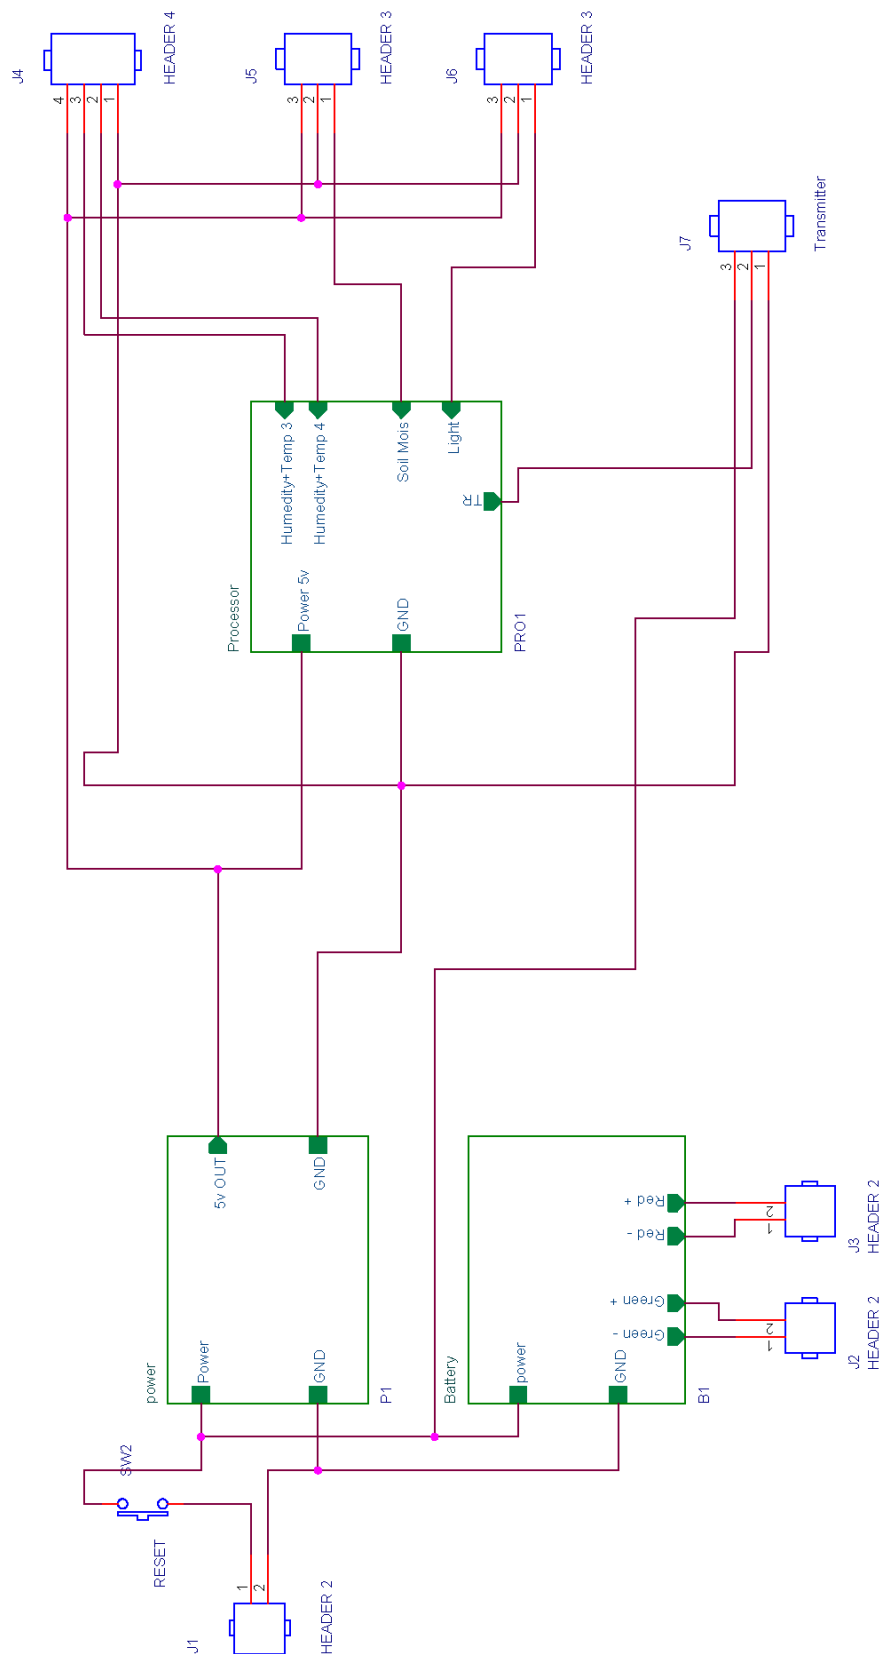 J4
HEADER 4
4
3
2
1
J5
HEADER 3
3
2
1
J6
HEADER 3
3
2
1
J7
Transmitter
3
2
1
Processor
Humedity+Temp 3
Humedity+Temp 4
Soil Mois
Light
TR
Power 5v
GND
PRO1
power
5v OUT
GND
Power
GND
P1
Battery
Red +
Red -
Green +
Green -
power
GND
B1
2
1
J3
HEADER 2
2
1
J2
HEADER 2
SW2
RESET
1
2
J1
HEADER 2